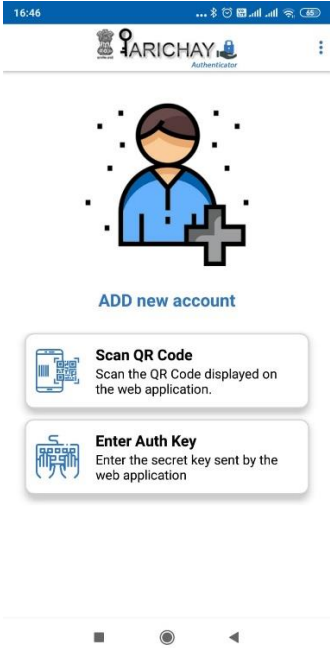 16:46
65
PARICHAY
Authenticator
ADD new account
Scan QR Code
Scan the QR Code displayed on
the web application.
Enter Auth Key
Enter the secret key sent by the
web application